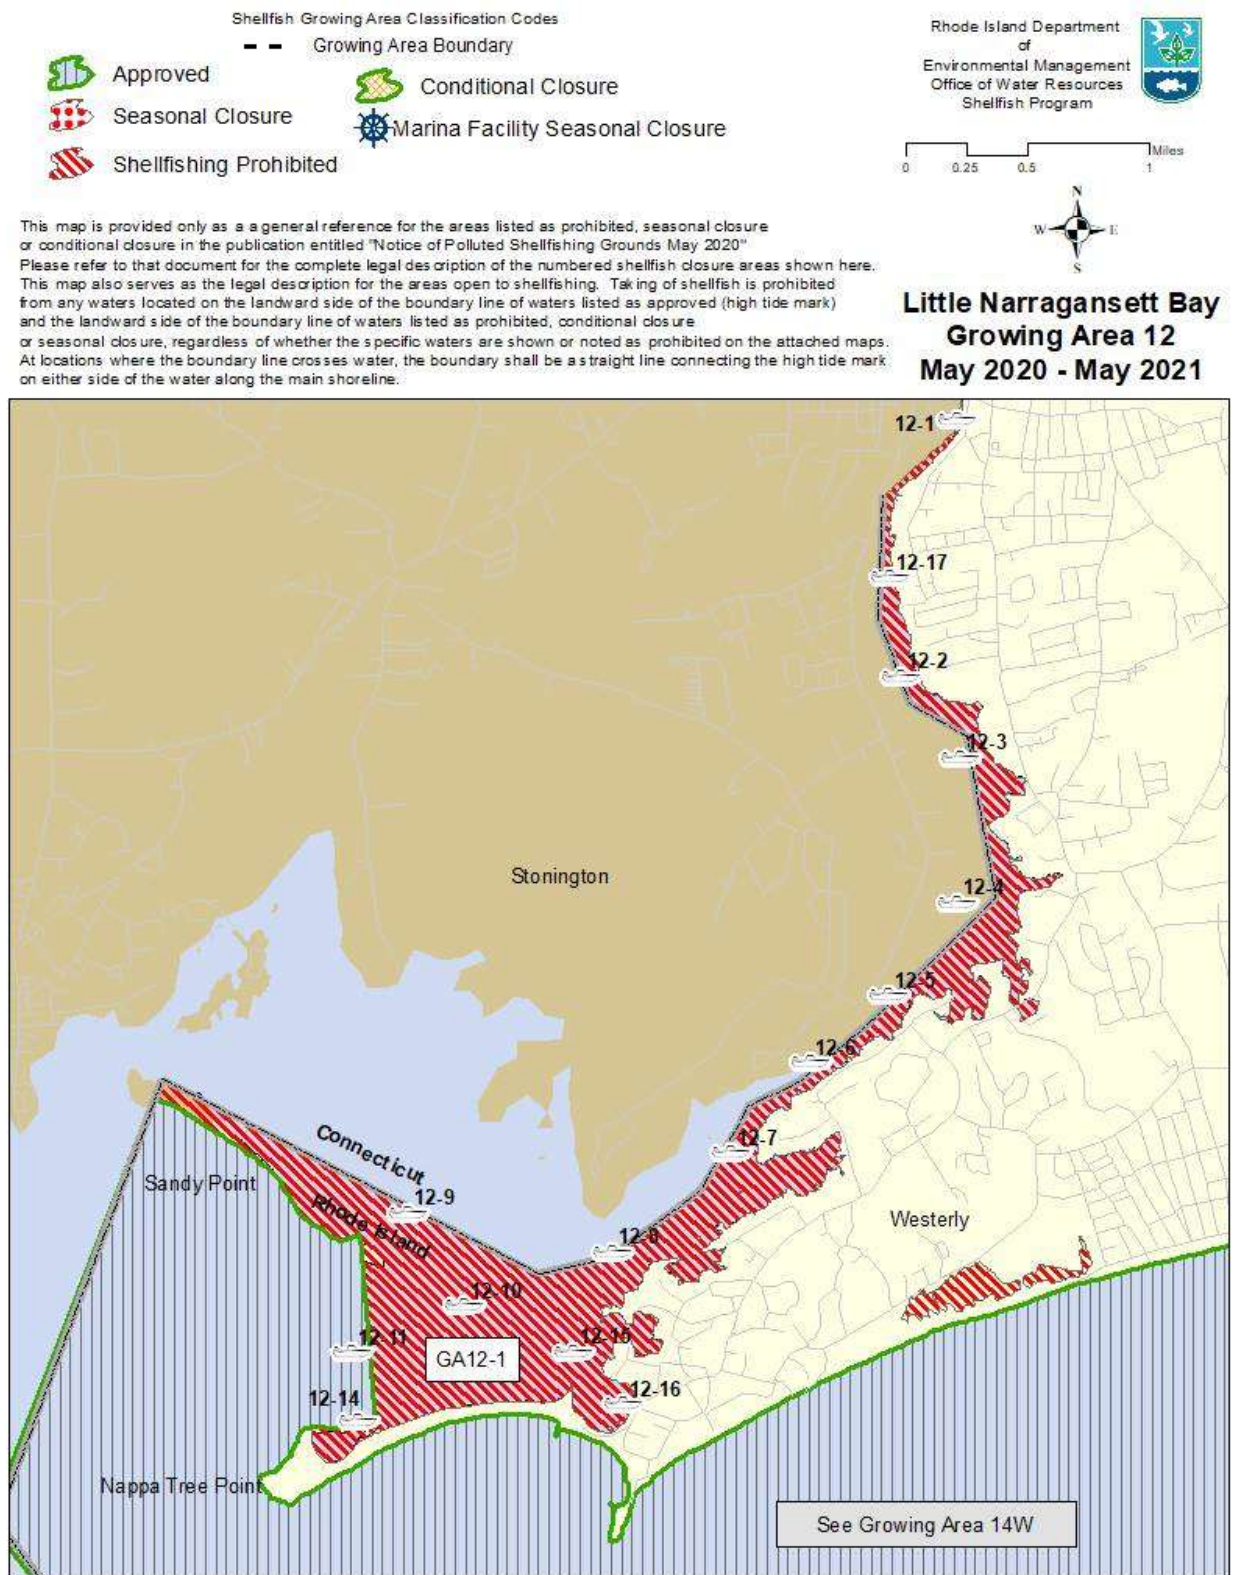 Shellfish Growing Area Classification Codes
Growing Area Boundary
Approved
Conditional Closure
Seasonal Closure
Marina Facility Seasonal Closure
Shellfishing Prohibited
Rhode Island Department
of
Environmental Management
Office of Water Resources
Shellfish Program
Miles
0 0.25 0.5 1
N
W E
S
This map is provided only as a a general reference for the areas listed as prohibited, seasonal closure
or conditional closure in the publication entitled "Notice of Polluted Shellfishing Grounds May 2020"
Please refer to that document for the complete legal description of the numbered shellfish closure areas shown here.
This map also serves as the legal description for the areas open to shellfishing. Taking of shellfish is prohibited
from any waters located on the landward side of the boundary line of waters listed as approved (high tide mark)
and the landward side of the boundary line of waters listed as prohibited, conditional closure
or seasonal closure, regardless of whether the specific waters are shown or noted as prohibited on the attached maps.
At locations where the boundary line crosses water, the boundary shall be a straight line connecting the high tide mark
on either side of the water along the main shoreline.
Little Narragansett Bay
Growing Area 12
May 2020 - May 2021
12-1
12-17
12-2
12-3
Stonington
12-4
12-5
12-6
12-7
Connecticut
Sandy Point
12-9
Rhode Island
Westerly
12-8
12-10
12-11
12-15
GA12-1
12-14
12-16
Nappa Tree Point
See Growing Area 14W